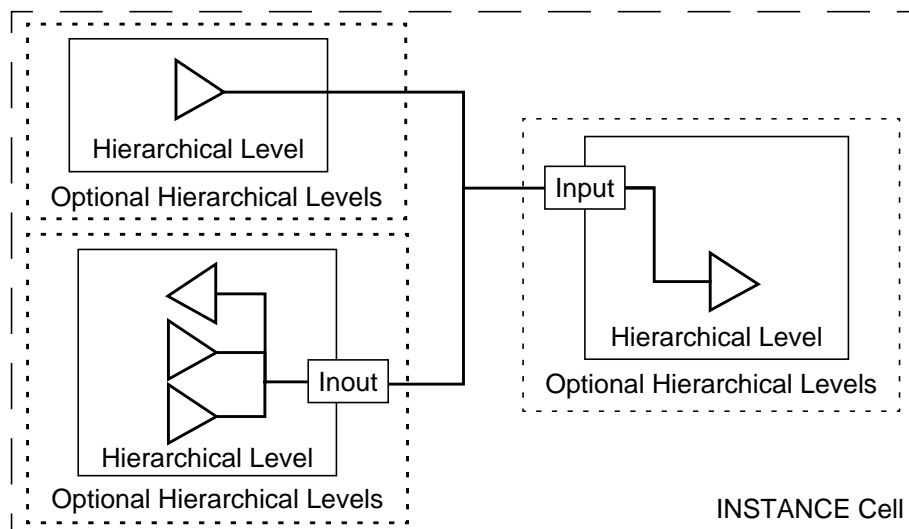 Hierarchical Level
Optional Hierarchical Levels
Input
Hierarchical Level
Optional Hierarchical Levels
Inout
Hierarchical Level
Optional Hierarchical Levels
INSTANCE Cell